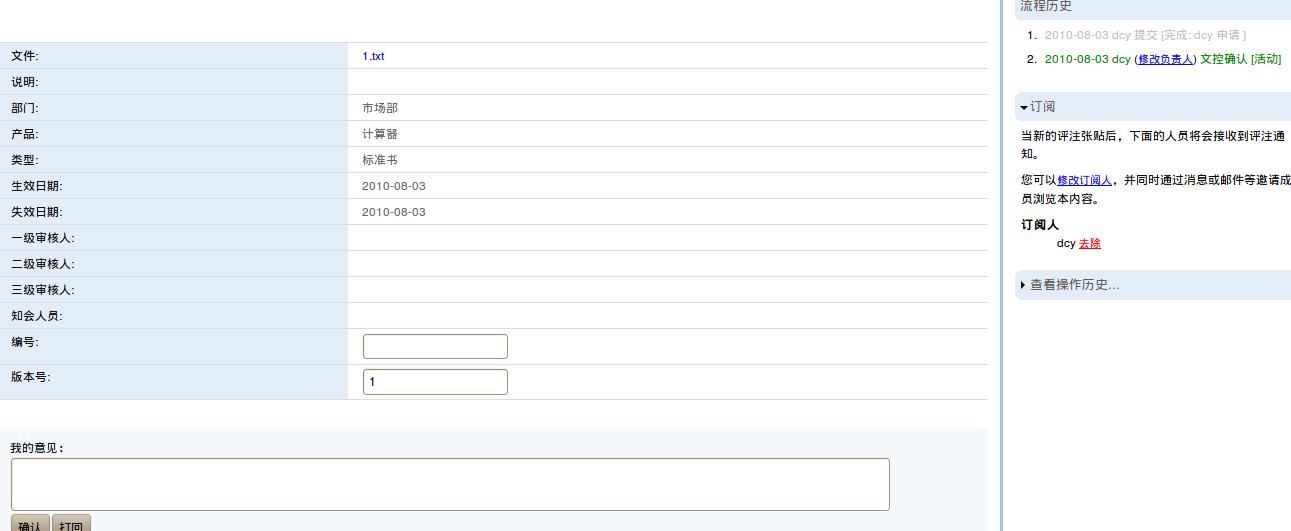 文件: 1.txt
说明:
部门: 市场部
产品: 计算器
类型: 标准书
生效日期: 2010-08-03
失效日期: 2010-08-03
一级审核人:
二级审核人:
三级审核人:
知会人员:
编号:
版本号: 1
我的意见:
确认 打回
流程历史
1. 2010-08-03 dcy 提交 [完成: dcy 申请 ]
2. 2010-08-03 dcy (修改负责人) 文控确认 [活动]
订阅
当新的评注张贴后，下面的人员将会接收到评注通
知。
您可以修改订阅人，并同时通过消息或邮件等邀请成
员浏览本内容。
订阅人
dcy 去除
查看操作历史...